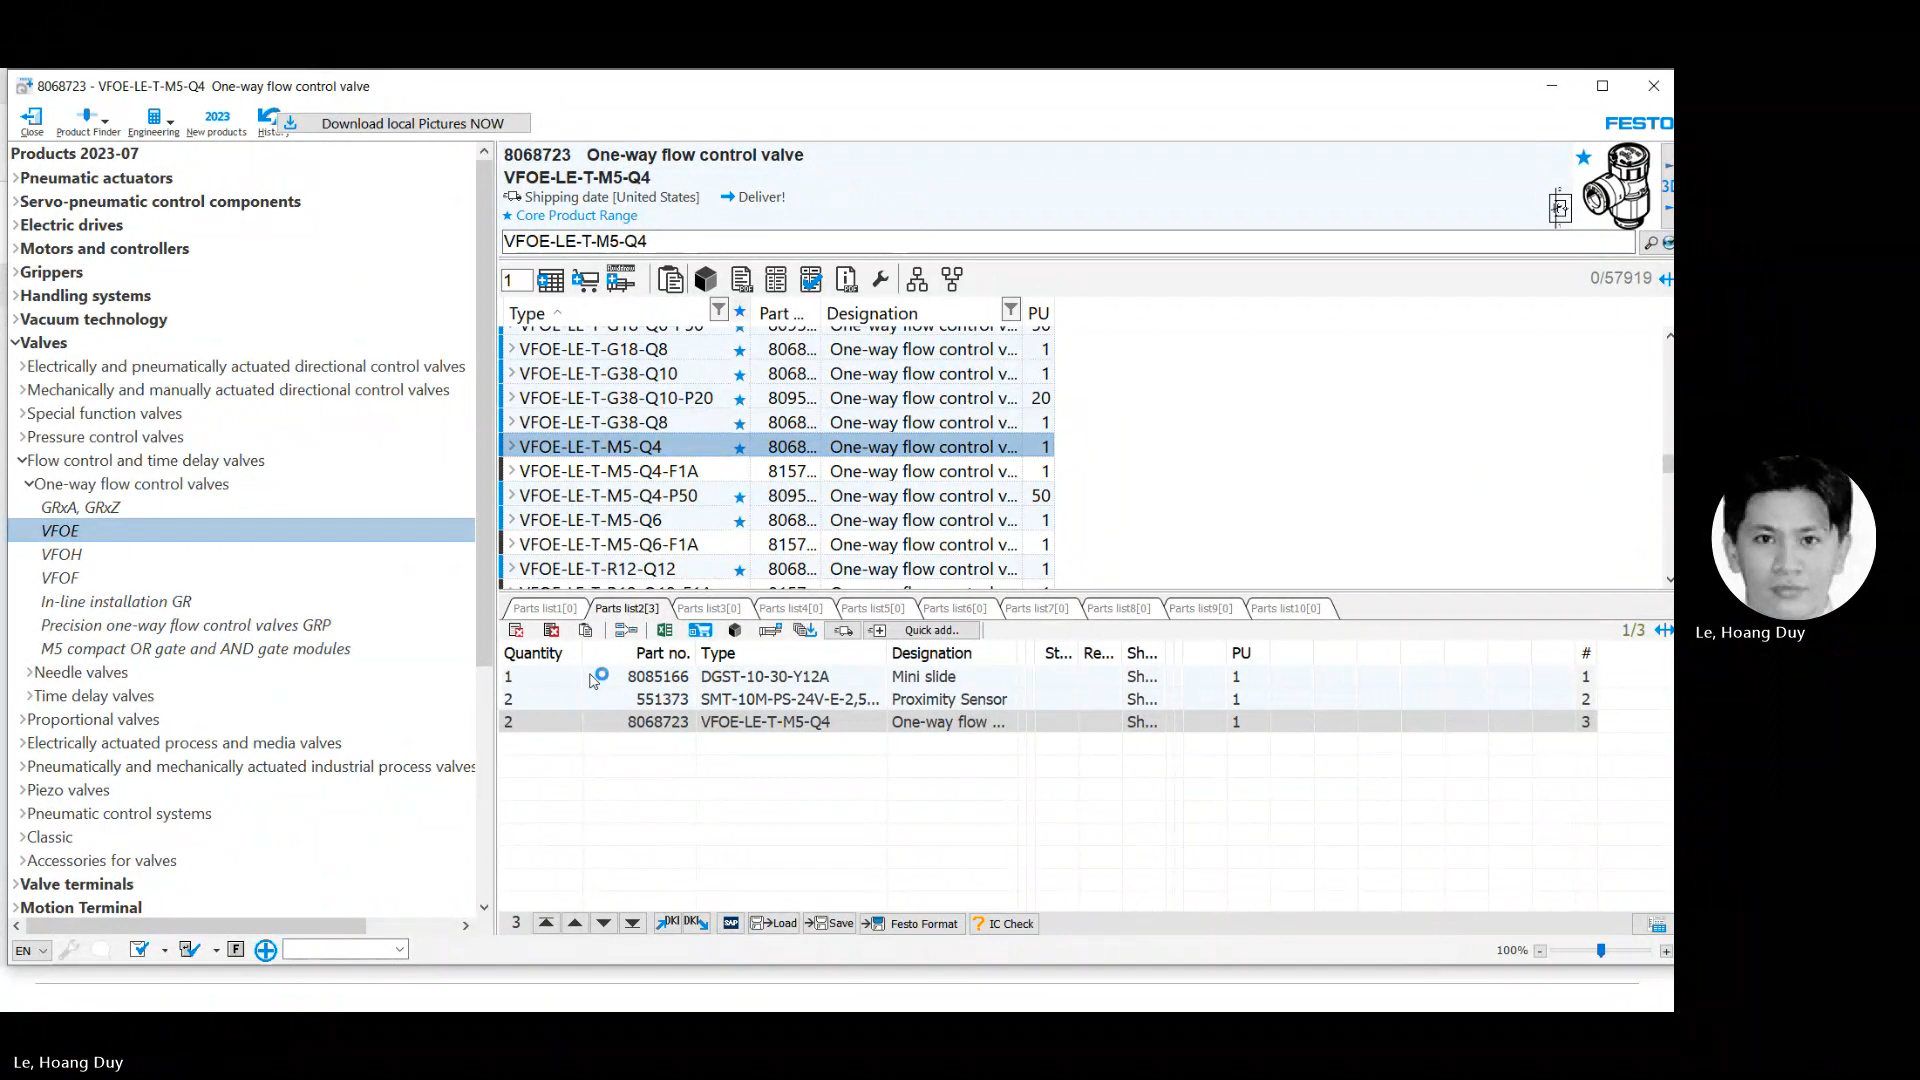 8068723 - VFOE-LE-T-M5-Q4 One-way flow control valve
Close
Product Finder
Engineering
2023
New products
Download local Pictures NOW
FESTO
Products 2023-07
Pneumatic actuators
Servo-pneumatic control components
Electric drives
Motors and controllers
Grippers
Handling systems
Vacuum technology
Valves
Electrically and pneumatically actuated directional control valves
Mechanically and manually actuated directional control valves
Special function valves
Pressure control valves
Flow control and time delay valves
One-way flow control valves
GRxA, GRxZ
VFOE
VFOH
VFOF
In-line installation GR
Precision one-way flow control valves GRP
M5 compact OR gate and AND gate modules
Needle valves
Time delay valves
Proportional valves
Electrically actuated process and media valves
Pneumatically and mechanically actuated industrial process valves
Piezo valves
Pneumatic control systems
Classic
Accessories for valves
Valve terminals
Motion Terminal
EN
F
8068723 One-way flow control valve
VFOE-LE-T-M5-Q4
Shipping date [United States] Deliver!
Core Product Range
VFOE-LE-T-M5-Q4
1
0/57919
Type Part ... Designation PU
VFOE-LE-T-G18-Q8 8068... One-way flow control v... 1
VFOE-LE-T-G38-Q10 8068... One-way flow control v... 1
VFOE-LE-T-G38-Q10-P20 8095... One-way flow control v... 20
VFOE-LE-T-G38-Q8 8068... One-way flow control v... 1
VFOE-LE-T-M5-Q4 8068... One-way flow control v... 1
VFOE-LE-T-M5-Q4-F1A 8157... One-way flow control v... 1
VFOE-LE-T-M5-Q4-P50 8095... One-way flow control v... 50
VFOE-LE-T-M5-Q6 8068... One-way flow control v... 1
VFOE-LE-T-M5-Q6-F1A 8157... One-way flow control v... 1
VFOE-LE-T-R12-Q12 8068... One-way flow control v... 1
Parts list1[0] Parts list2[3] Parts list3[0] Parts list4[0] Parts list5[0] Parts list6[0] Parts list7[0] Parts list8[0] Parts list9[0] Parts list10[0]
Quick add..
1/3
Quantity Part no. Type Designation St... Re... Sh... PU #
1 8085166 DGST-10-30-Y12A Mini slide Sh... 1 1
2 551373 SMT-10M-PS-24V-E-2,5... Proximity Sensor Sh... 1 2
2 8068723 VFOE-LE-T-M5-Q4 One-way flow ... Sh... 1 3
3 DKI DKI SAP Load Save Festo Format ? IC Check
100%
Le, Hoang Duy
Le, Hoang Duy